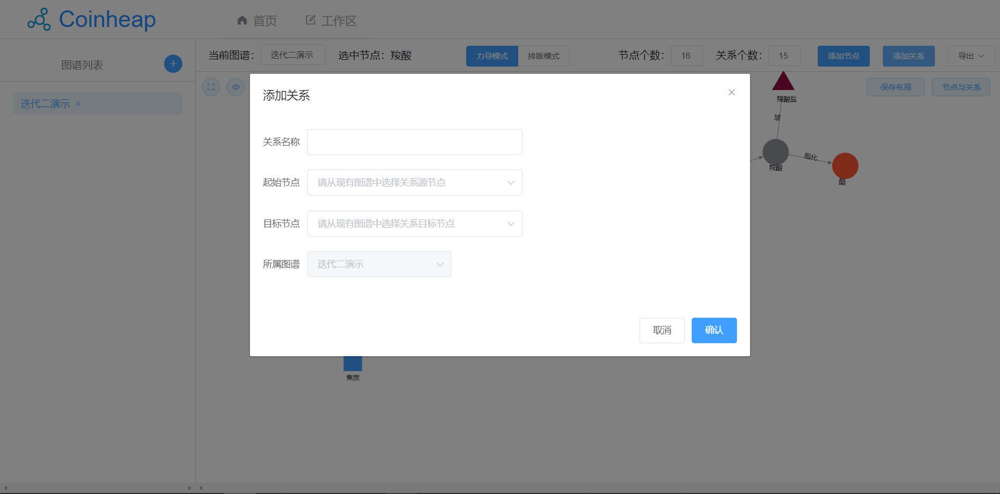 Coinheap
首页
工作区
图谱列表
当前图谱：
迭代二演示
选中节点：羧酸
力导模式
排版模式
节点个数：
16
关系个数：
15
添加节点
添加关系
导出
迭代二演示
保存布局
节点与关系
添加关系
关系名称
起始节点
请从现有图谱中选择关系源节点
目标节点
请从现有图谱中选择关系目标节点
所属图谱
迭代二演示
取消
确认
羧酸盐
羧酸
酯化
酯
焦炭